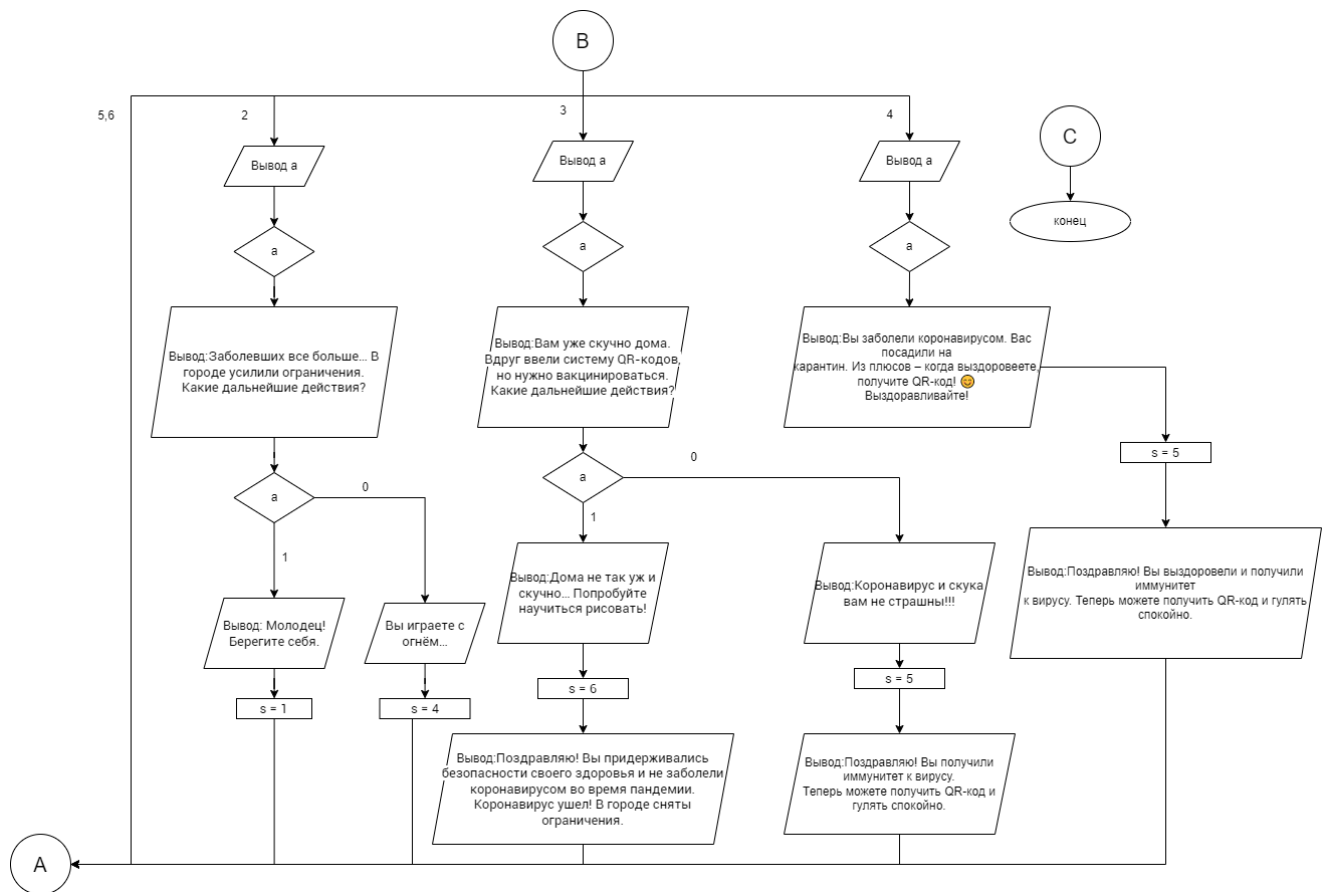 B
5,6
2
3
4
C
Вывод a
Вывод a
Вывод a
конец
a
a
a
Вывод:Заболевших все больше... В
городе усилили ограничения.
Какие дальнейшие действия?
Вывод:Вам уже скучно дома.
Вдруг ввели систему QR-кодов,
но нужно вакцинироваться.
Какие дальнейшие действия?
Вывод:Вы заболели коронавирусом. Вас
посадили на
карантин. Из плюсов – когда выздоровеете,
получите QR-код! 😊
Выздоравливайте!
s = 5
a
0
1
a
0
1
Вывод: Молодец!
Берегите себя.
Вы играете с
огнём...
Вывод:Дома не так уж и
скучно... Попробуйте
научиться рисовать!
Вывод:Коронавирус и скука
вам не страшны!!!
Вывод:Поздравляю! Вы выздоровели и получили
иммунитет
к вирусу. Теперь можете получить QR-код и гулять
спокойно.
s = 1
s = 4
s = 6
s = 5
Вывод:Поздравляю! Вы придерживались
безопасности своего здоровья и не заболели
коронавирусом во время пандемии.
Коронавирус ушел! В городе сняты
ограничения.
Вывод:Поздравляю! Вы получили
иммунитет к вирусу.
Теперь можете получить QR-код и
гулять спокойно.
A